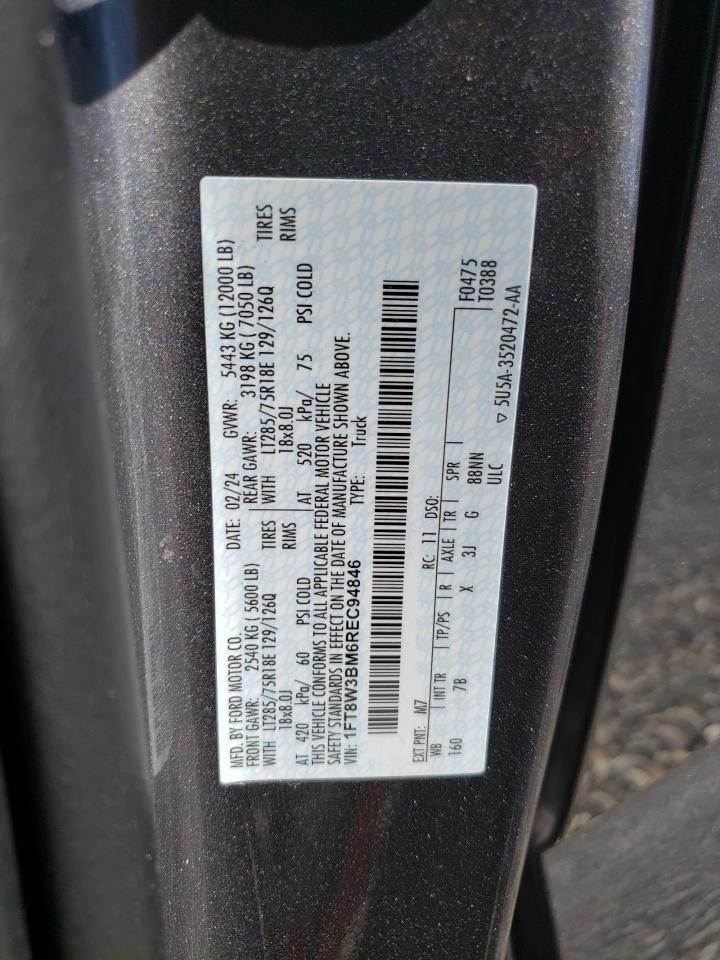 MFD. BY FORD MOTOR CO.
DATE: 02/24 GVWR: 5443 KG (12000 LB)
FRONT GAWR: 2540 KG ( 5600 LB) REAR GAWR: 3198 KG ( 7050 LB)
WITH LT285/75R18E 129/126Q TIRES WITH LT285/75R18E 129/126Q TIRES
18x8.0J RIMS 18x8.0J RIMS
AT 420 kPa/ 60 PSI COLD AT 520 kPa/ 75 PSI COLD
THIS VEHICLE CONFORMS TO ALL APPLICABLE FEDERAL MOTOR VEHICLE
SAFETY STANDARDS IN EFFECT ON THE DATE OF MANUFACTURE SHOWN ABOVE.
VIN: 1FT8W3BM6REC94846 TYPE: Truck
EXT PNT: M7 RC: 11 DSO: F0475
WB INT TR TP/PS R AXLE TR SPR T0388
160 7B X 3J G 88NN
ULC ▽ 5U5A-3520472-AA